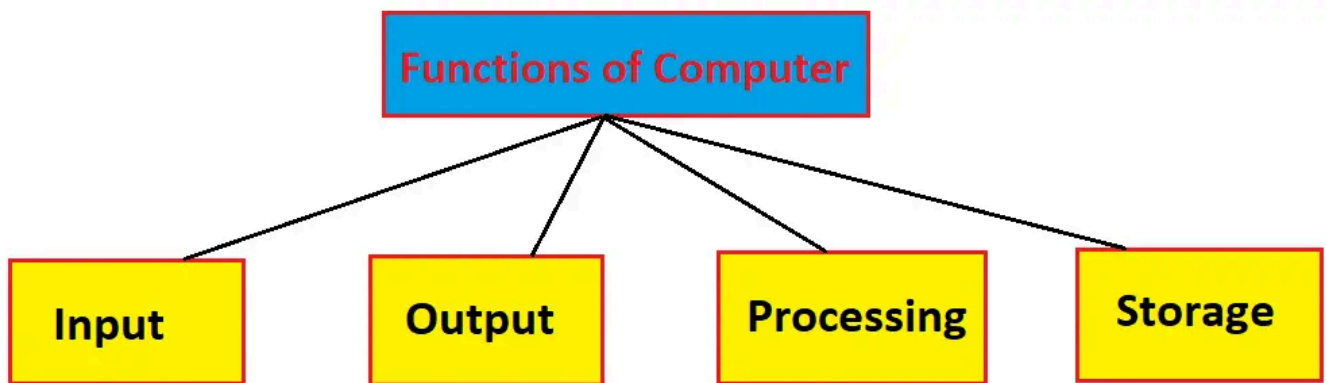 Functions of Computer
Input
Output
Processing
Storage